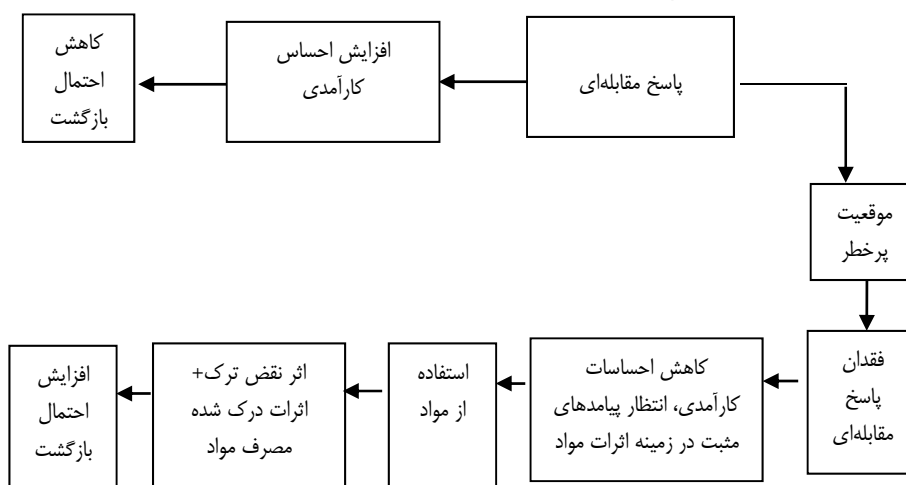 پاسخ مقابله‌ای
افزایش احساس
کارآمدی
کاهش
احتمال
بازگشت
موقعیت
پرخطر
فقدان
پاسخ
مقابله‌ای
کاهش احساسات
کارآمدی، انتظار پیامدهای
مثبت در زمینه اثرات مواد
استفاده
از مواد
اثر نقض ترک+
اثرات درک شده
مصرف مواد
افزایش
احتمال
بازگشت